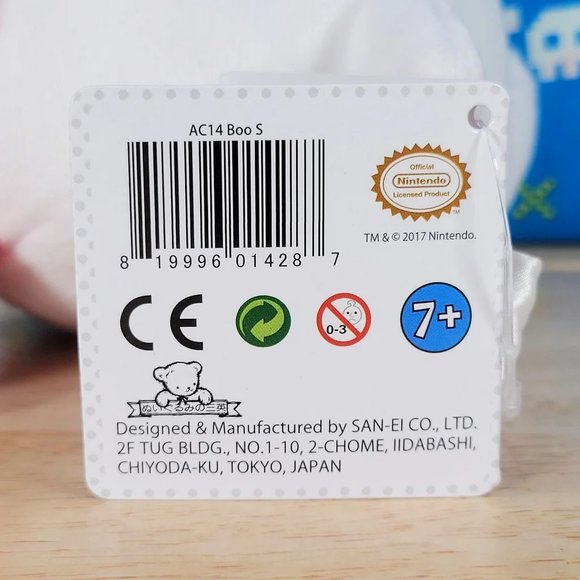 AC14 Boo S
8 19996 01428 7
Official
Nintendo
Licensed Product
TM
TM & © 2017 Nintendo.
CE
0-3
7+
ぬいぐるみの三英
Designed & Manufactured by SAN-EI CO., LTD.
2F TUG BLDG., NO.1-10, 2-CHOME, IIDABASHI,
CHIYODA-KU, TOKYO, JAPAN